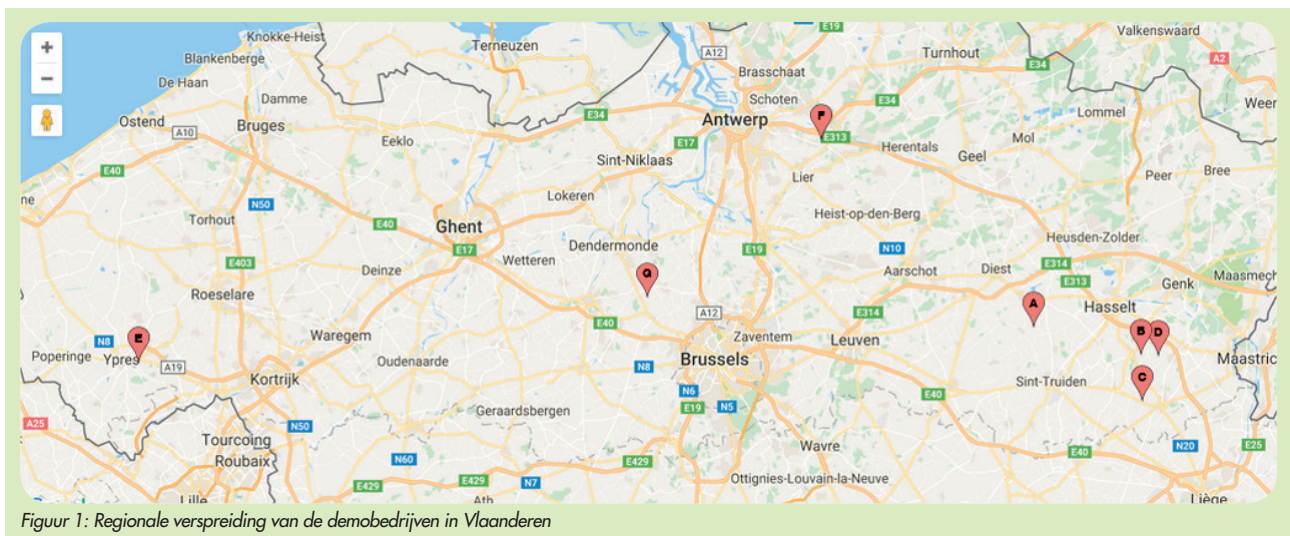 Knokke-Heist
Terneuzen
A12
E19
Valkenswaard
Turnhout
A2
E34
Blankenberge
De Haan
Brasschaat
Damme
Schoten
E34
Weer
Lommel
Ostend
A10
Bruges
E34
Antwerp
F
E313
Eeklo
E17
Herentals
Mol
Geel
Sint-Niklaas
E40
Lier
Peer
Bree
ne
N50
Lokeren
Torhout
E40
Ghent
Heist-op-den-Berg
E17
Dendermonde
E19
N10
Heusden-Zolder
E403
Wetteren
Deinze
G
Aarschot
Diest
E314
E313
Maasmech
Genk
Roeselare
A
Hasselt
A12
E314
E40
N8
E
Waregem
Zaventem
Leuven
B
D
Poperinge
Ypres
A19
Oudenaarde
N8
Brussels
Maastric
Kortrijk
Sint-Truiden
C
N6
E40
E19
N5
Geraardsbergen
A25
N50
Tourcoing
Wavre
N20
E25
Roubaix
N60
E429
E40
E429
E429
N7
Ottignies-Louvain-la-Neuve
Lille
Ath
Liège
Figuur 1: Regionale verspreiding van de demobedrijven in Vlaanderen